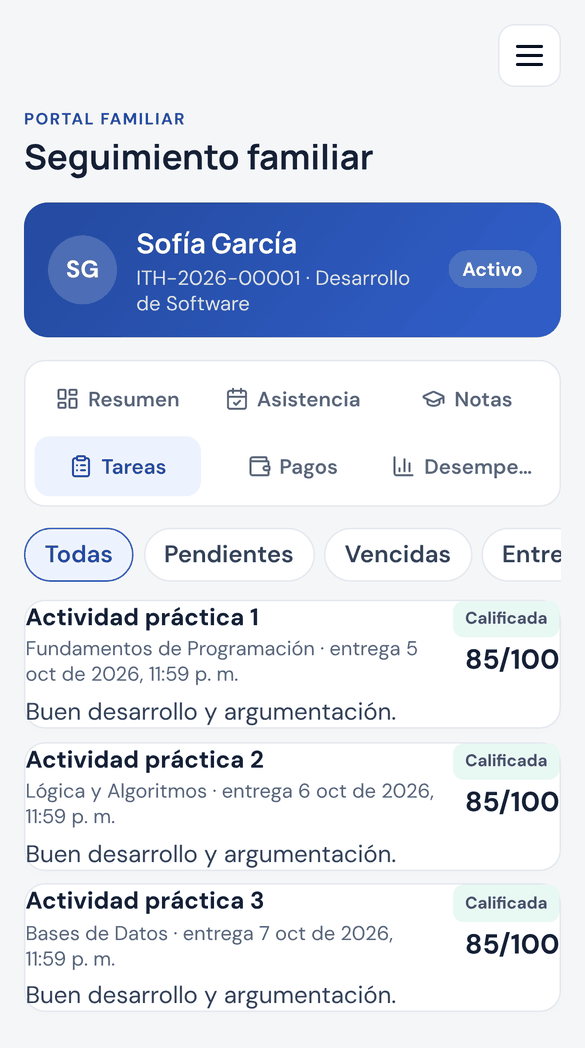 PORTAL FAMILIAR
Seguimiento familiar
SG
Sofía García
ITH-2026-00001 · Desarrollo
de Software
Activo
Resumen
Asistencia
Notas
Tareas
Pagos
Desempe...
Todas
Pendientes
Vencidas
Entre
Actividad práctica 1
Calificada
Fundamentos de Programación · entrega 5
oct de 2026, 11:59 p. m.
85/100
Buen desarrollo y argumentación.
Actividad práctica 2
Calificada
Lógica y Algoritmos · entrega 6 oct de 2026,
11:59 p. m.
85/100
Buen desarrollo y argumentación.
Actividad práctica 3
Calificada
Bases de Datos · entrega 7 oct de 2026,
11:59 p. m.
85/100
Buen desarrollo y argumentación.